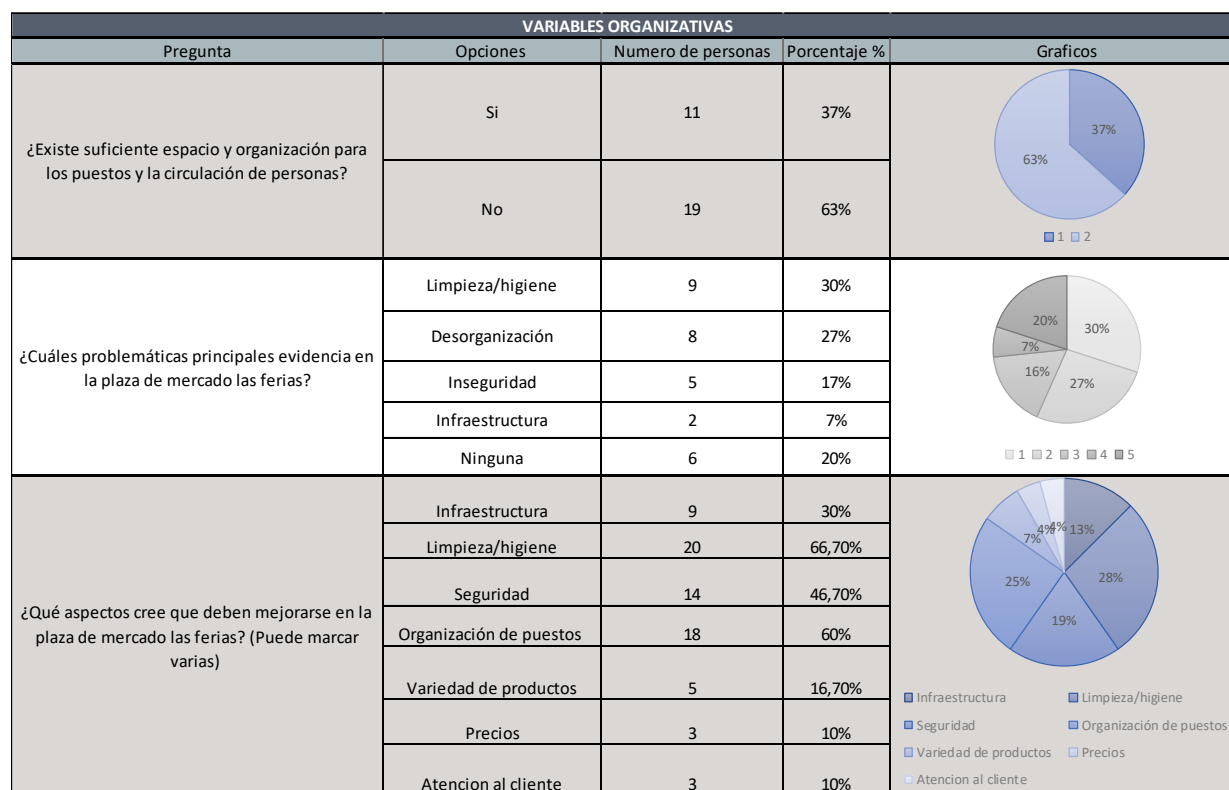 VARIABLES ORGANIZATIVAS
Pregunta Opciones Numero de personas Porcentaje % Graficos
¿Existe suficiente espacio y organización para
los puestos y la circulación de personas?
Si 11 37%
No 19 63%
37%
63%
1 2
¿Cuáles problemáticas principales evidencia en
la plaza de mercado las ferias?
Limpieza/higiene 9 30%
Desorganización 8 27%
Inseguridad 5 17%
Infraestructura 2 7%
Ninguna 6 20%
20%
30%
7%
16%
27%
1 2 3 4 5
¿Qué aspectos cree que deben mejorarse en la
plaza de mercado las ferias? (Puede marcar
varias)
Infraestructura 9 30%
Limpieza/higiene 20 66,70%
Seguridad 14 46,70%
Organización de puestos 18 60%
Variedad de productos 5 16,70%
Precios 3 10%
Atencion al cliente 3 10%
4% 4% 13%
7%
25% 28%
19%
Infraestructura Limpieza/higiene
Seguridad Organización de puestos
Variedad de productos Precios
Atencion al cliente